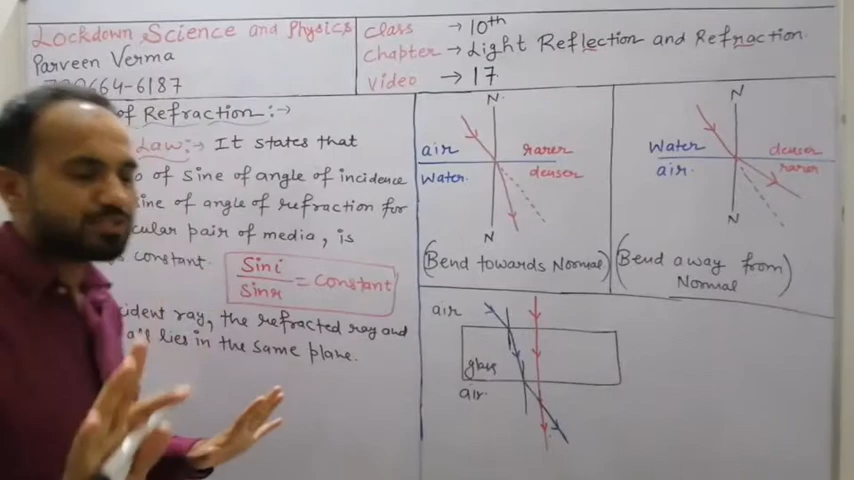 Lockdown Science and Physics
Parveen Verma
664-6187
Class → 10th
Chapter → Light Reflection and Refraction.
Video → 17
of Refraction :→
Law :→ It states that
of sine of angle of incidence
sine of angle of refraction for
pair of media, is
constant.
Sini
Sinr
= Constant
ray, the refracted ray and
lies in the same plane.
N
air
rarer
water
denser
N
(Bend towards Normal)
N
Water
denser
air
rarer
N
(Bend away from
Normal)
air
glass
air